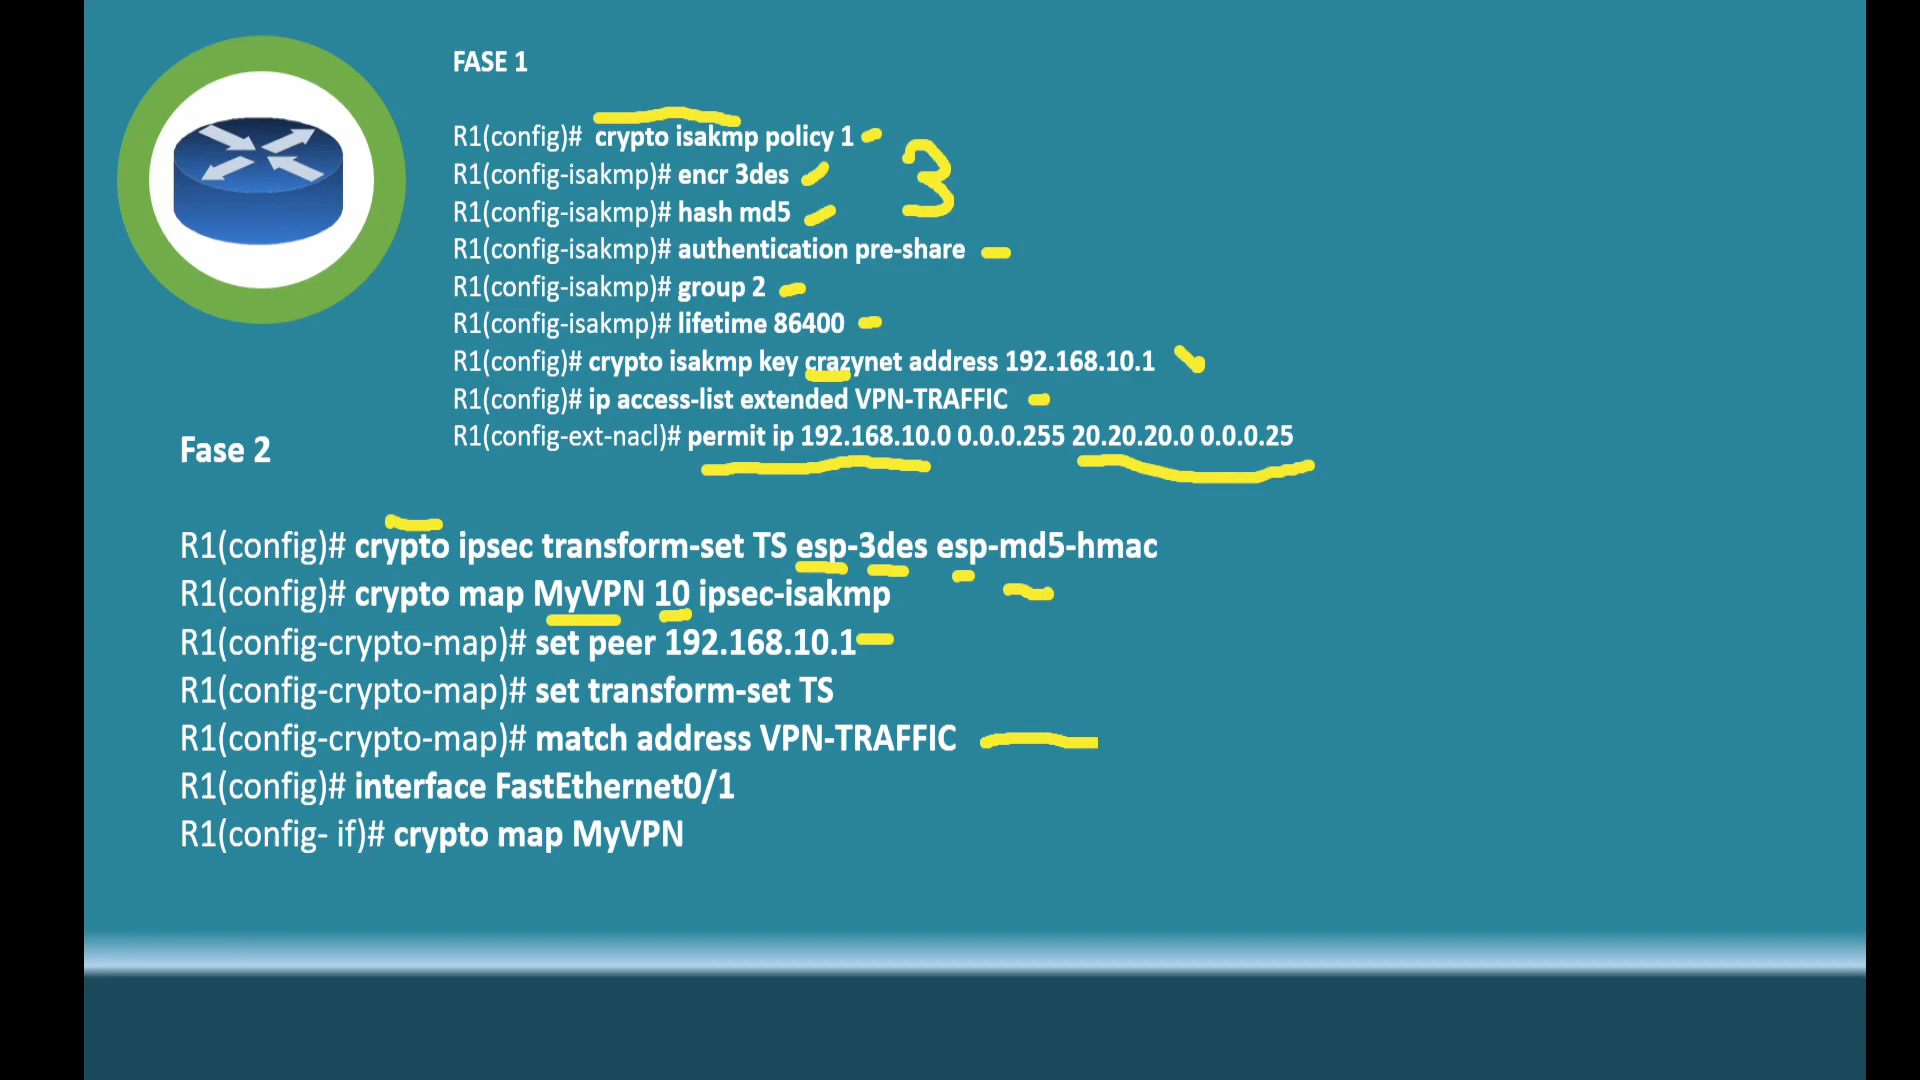 FASE 1
R1(config)# crypto isakmp policy 1
R1(config-isakmp)# encr 3des
3
R1(config-isakmp)# hash md5
R1(config-isakmp)# authentication pre-share
R1(config-isakmp)# group 2
R1(config-isakmp)# lifetime 86400
R1(config)# crypto isakmp key crazynet address 192.168.10.1
R1(config)# ip access-list extended VPN-TRAFFIC
R1(config-ext-nacl)# permit ip 192.168.10.0 0.0.0.255 20.20.20.0 0.0.0.25
Fase 2
R1(config)# crypto ipsec transform-set TS esp-3des esp-md5-hmac
R1(config)# crypto map MyVPN 10 ipsec-isakmp
R1(config-crypto-map)# set peer 192.168.10.1
R1(config-crypto-map)# set transform-set TS
R1(config-crypto-map)# match address VPN-TRAFFIC
R1(config)# interface FastEthernet0/1
R1(config- if)# crypto map MyVPN